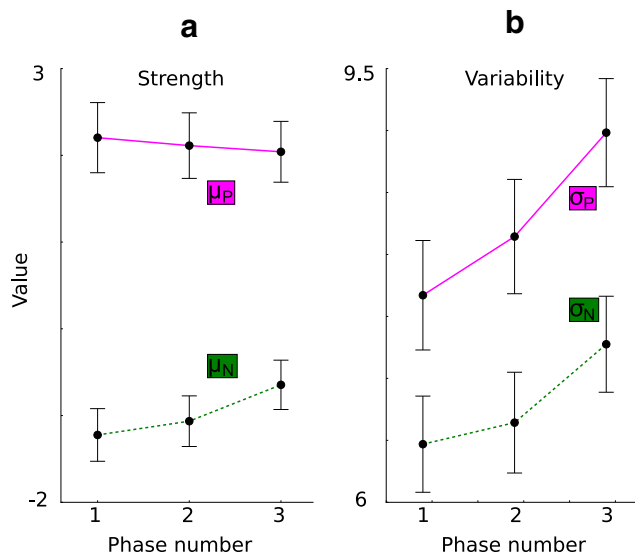 a
Strength
3
-2
Value
μP
μN
1 2 3
Phase number
b
Variability
9.5
6
σP
σN
1 2 3
Phase number